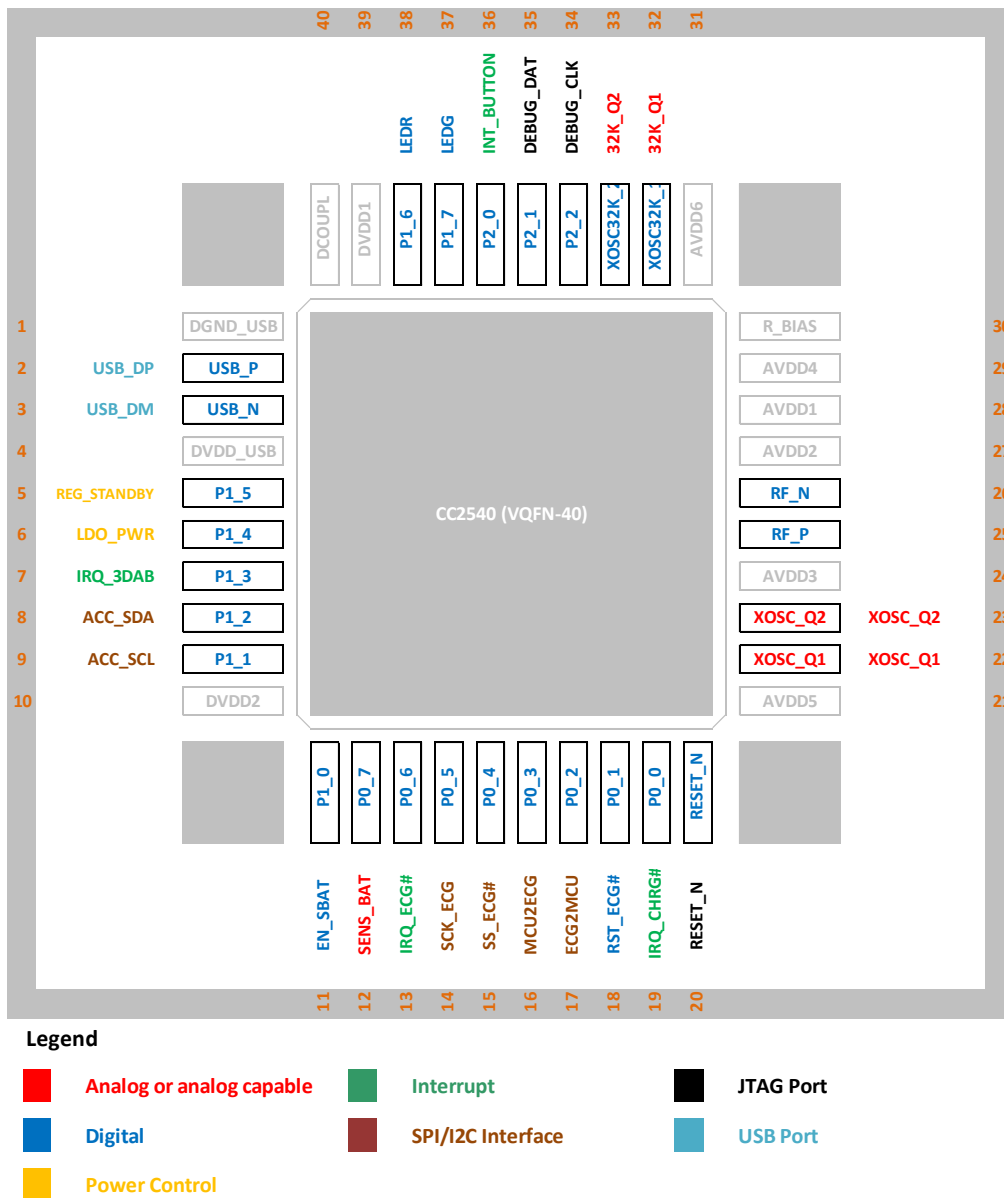 40 39 38 37 36 35 34 33 32 31
LEDR LEDG INT_BUTTON DEBUG_DAT DEBUG_CLK 32K_Q2 32K_Q1
DCOUPL DVDD1 P1_6 P1_7 P2_0 P2_1 P2_2 XOSC32K_ XOSC32K_ AVDD6
1 DGND_USB R_BIAS
2 USB_DP USB_P AVDD4
3 USB_DM USB_N AVDD1
4 DVDD_USB AVDD2
5 REG_STANDBY P1_5 RF_N
6 LDO_PWR P1_4 RF_P
CC2540 (VQFN-40)
7 IRQ_3DAB P1_3 AVDD3
8 ACC_SDA P1_2 XOSC_Q2 XOSC_Q2
9 ACC_SCL P1_1 XOSC_Q1 XOSC_Q1
10 DVDD2 AVDD5
P1_0 P0_7 P0_6 P0_5 P0_4 P0_3 P0_2 P0_1 P0_0 RESET_N
EN_SBAT SENS_BAT IRQ_ECG# SCK_ECG SS_ECG# MCU2ECG ECG2MCU RST_ECG# IRQ_CHRG# RESET_N
11 12 13 14 15 16 17 18 19 20
Legend
Analog or analog capable Interrupt JTAG Port
Digital SPI/I2C Interface USB Port
Power Control